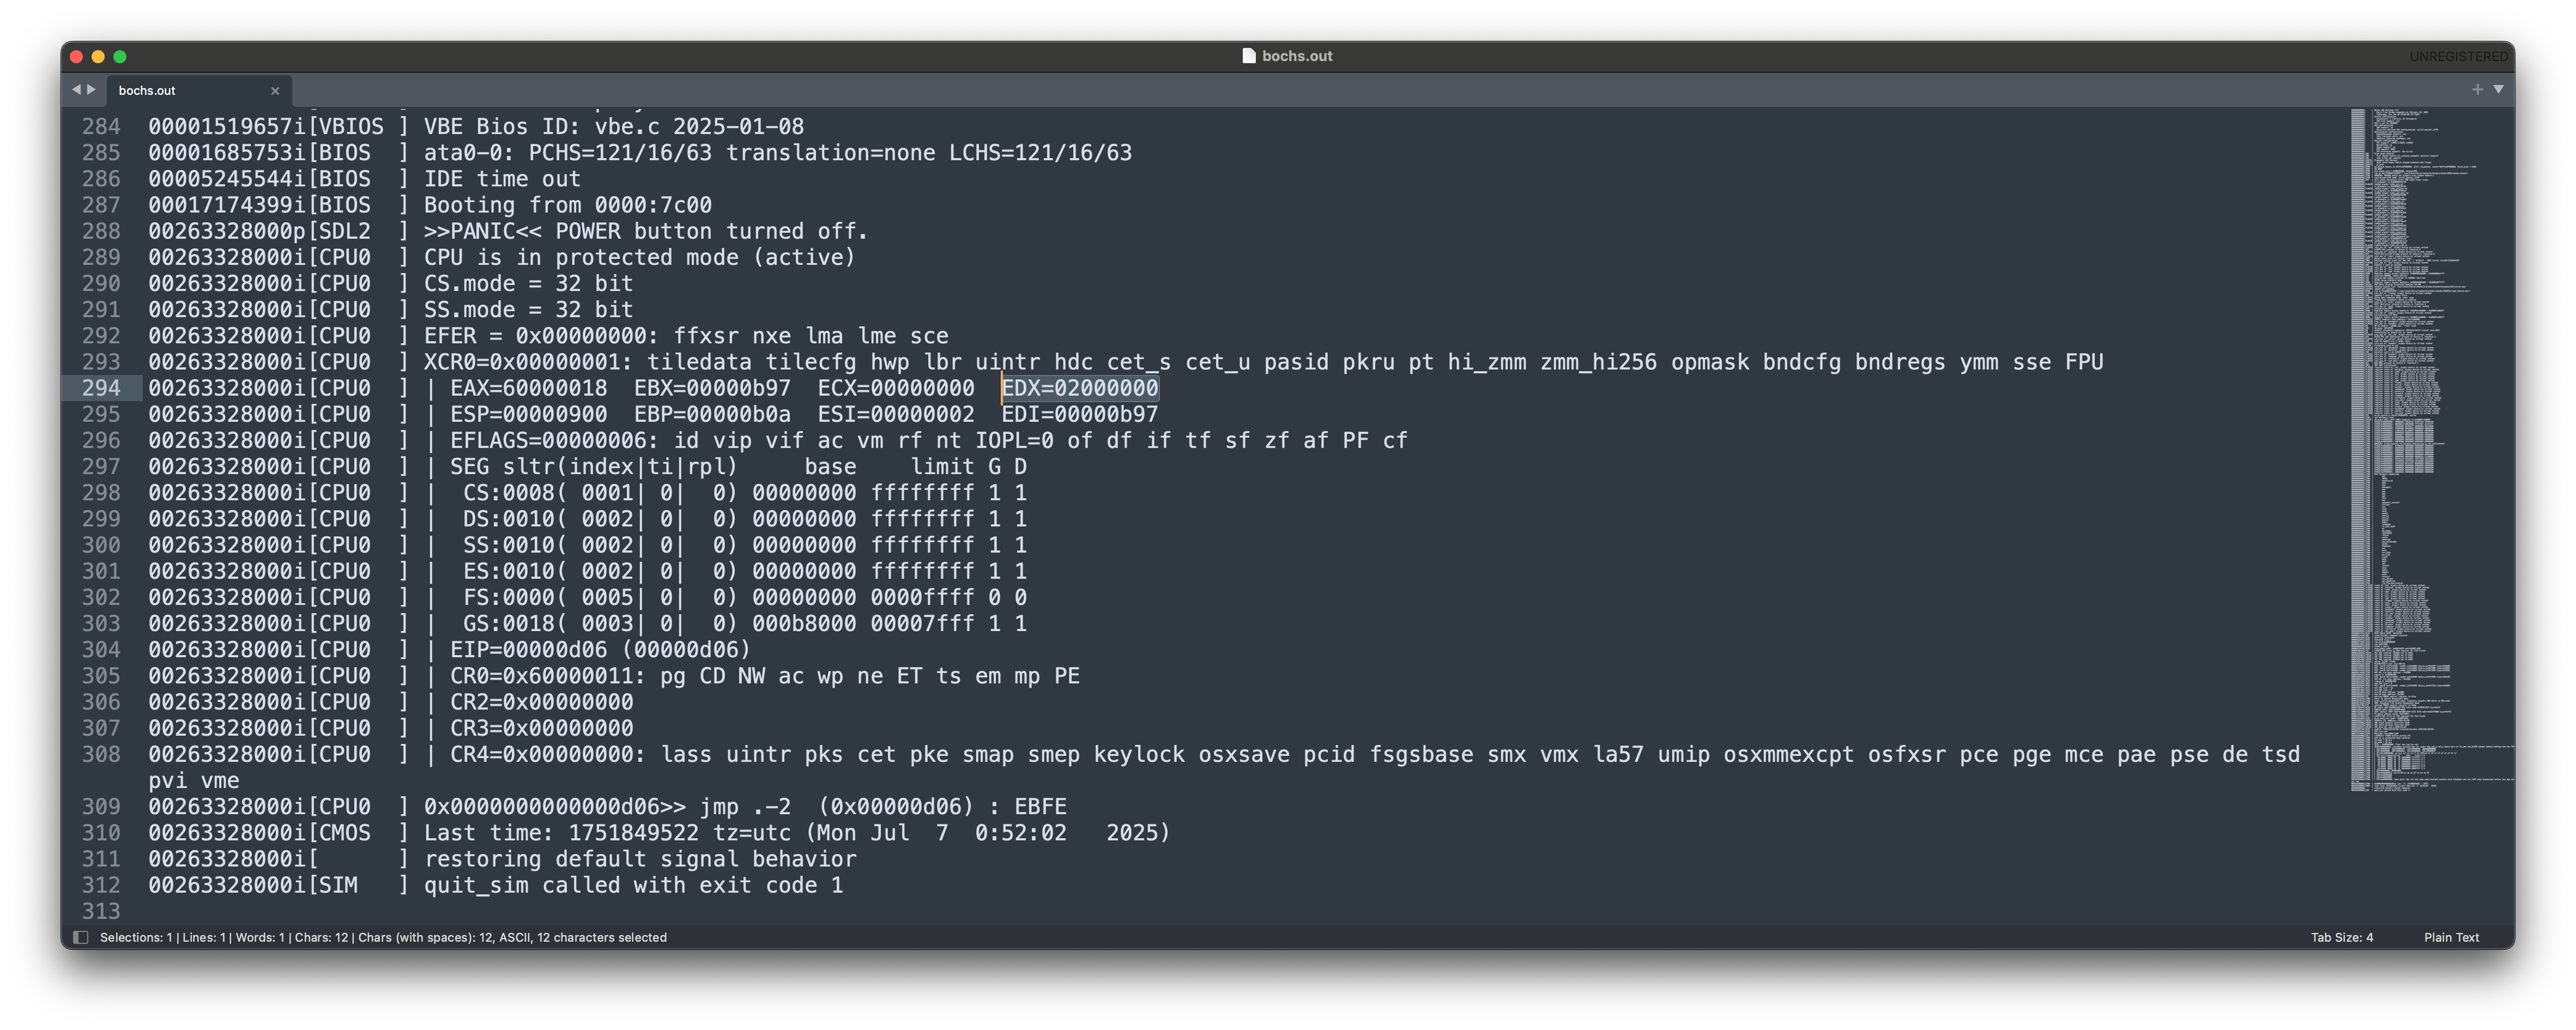 bochs.out
UNREGISTERED
bochs.out
284 00001519657i[VBIOS ] VBE Bios ID: vbe.c 2025-01-08
285 00001685753i[BIOS  ] ata0-0: PCHS=121/16/63 translation=none LCHS=121/16/63
286 00005245544i[BIOS  ] IDE time out
287 00017174399i[BIOS  ] Booting from 0000:7c00
288 00263328000p[SDL2  ] >>PANIC<< POWER button turned off.
289 00263328000i[CPU0  ] CPU is in protected mode (active)
290 00263328000i[CPU0  ] CS.mode = 32 bit
291 00263328000i[CPU0  ] SS.mode = 32 bit
292 00263328000i[CPU0  ] EFER = 0x00000000: ffxsr nxe lma lme sce
293 00263328000i[CPU0  ] XCR0=0x00000001: tiledata tilecfg hwp lbr uintr hdc cet_s cet_u pasid pkru pt hi_zmm zmm_hi256 opmask bndcfg bndregs ymm sse FPU
294 00263328000i[CPU0  ] | EAX=60000018  EBX=00000b97  ECX=00000000  EDX=02000000
295 00263328000i[CPU0  ] | ESP=00000900  EBP=00000b0a  ESI=00000002  EDI=00000b97
296 00263328000i[CPU0  ] | EFLAGS=00000006: id vip vif ac vm rf nt IOPL=0 of df if tf sf zf af PF cf
297 00263328000i[CPU0  ] | SEG sltr(index|ti|rpl)     base    limit G D
298 00263328000i[CPU0  ] |  CS:0008( 0001| 0|  0) 00000000 ffffffff 1 1
299 00263328000i[CPU0  ] |  DS:0010( 0002| 0|  0) 00000000 ffffffff 1 1
300 00263328000i[CPU0  ] |  SS:0010( 0002| 0|  0) 00000000 ffffffff 1 1
301 00263328000i[CPU0  ] |  ES:0010( 0002| 0|  0) 00000000 ffffffff 1 1
302 00263328000i[CPU0  ] |  FS:0000( 0005| 0|  0) 00000000 0000ffff 0 0
303 00263328000i[CPU0  ] |  GS:0018( 0003| 0|  0) 000b8000 00007fff 1 1
304 00263328000i[CPU0  ] | EIP=00000d06 (00000d06)
305 00263328000i[CPU0  ] | CR0=0x60000011: pg CD NW ac wp ne ET ts em mp PE
306 00263328000i[CPU0  ] | CR2=0x00000000
307 00263328000i[CPU0  ] | CR3=0x00000000
308 00263328000i[CPU0  ] | CR4=0x00000000: lass uintr pks cet pke smap smep keylock osxsave pcid fsgsbase smx vmx la57 umip osxmmexcpt osfxsr pce pge mce pae pse de tsd
pvi vme
309 00263328000i[CPU0  ] 0x0000000000000d06>> jmp .-2  (0x00000d06) : EBFE
310 00263328000i[CMOS  ] Last time: 1751849522 tz=utc (Mon Jul  7  0:52:02   2025)
311 00263328000i[      ] restoring default signal behavior
312 00263328000i[SIM   ] quit_sim called with exit code 1
313
Selections: 1 | Lines: 1 | Words: 1 | Chars: 12 | Chars (with spaces): 12, ASCII, 12 characters selected
Tab Size: 4
Plain Text